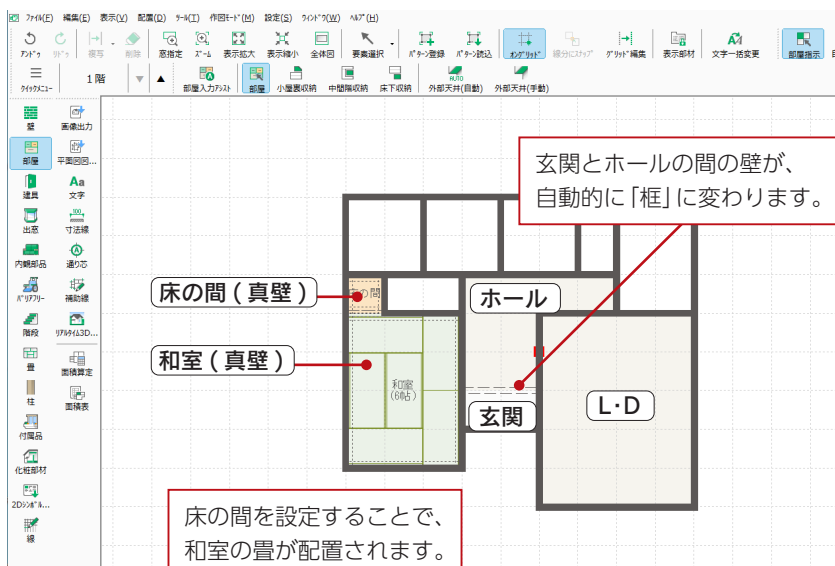 ファイル(F) 編集(E) 表示(V) 配置(D) ツール(T) 作図モード(M) 設定(S) ウインドウ(W) ヘルプ(H)
アンドゥ リドゥ 複写 削除 窓指定 ズーム 表示拡大 表示縮小 全体図 要素選択 パターン登録 パターン読込 オングリッド 線分にスナップ グリッド編集 表示部材 文字一括変更 部屋指示
クイックメニュー 1階 ▼ ▲ 部屋入力アシスト 部屋 小屋裏収納 中間階収納 床下収納 外部天井(自動) 外部天井(手動)
AUTO
壁 画像出力
部屋 平面図図...
建具 Aa 文字
出窓 寸法線
内観部品 通り芯
バリアフリー 補助線
階段 リアルタイム3D...
畳 面積算定
柱 面積表
付属品
化粧部材
2Dシンボル...
線
玄関とホールの間の壁が、
自動的に「框」に変わります。
床の間(真壁)
床の間
ホール
和室(真壁)
和室
(6帖)
玄関
L・D
床の間を設定することで、
和室の畳が配置されます。